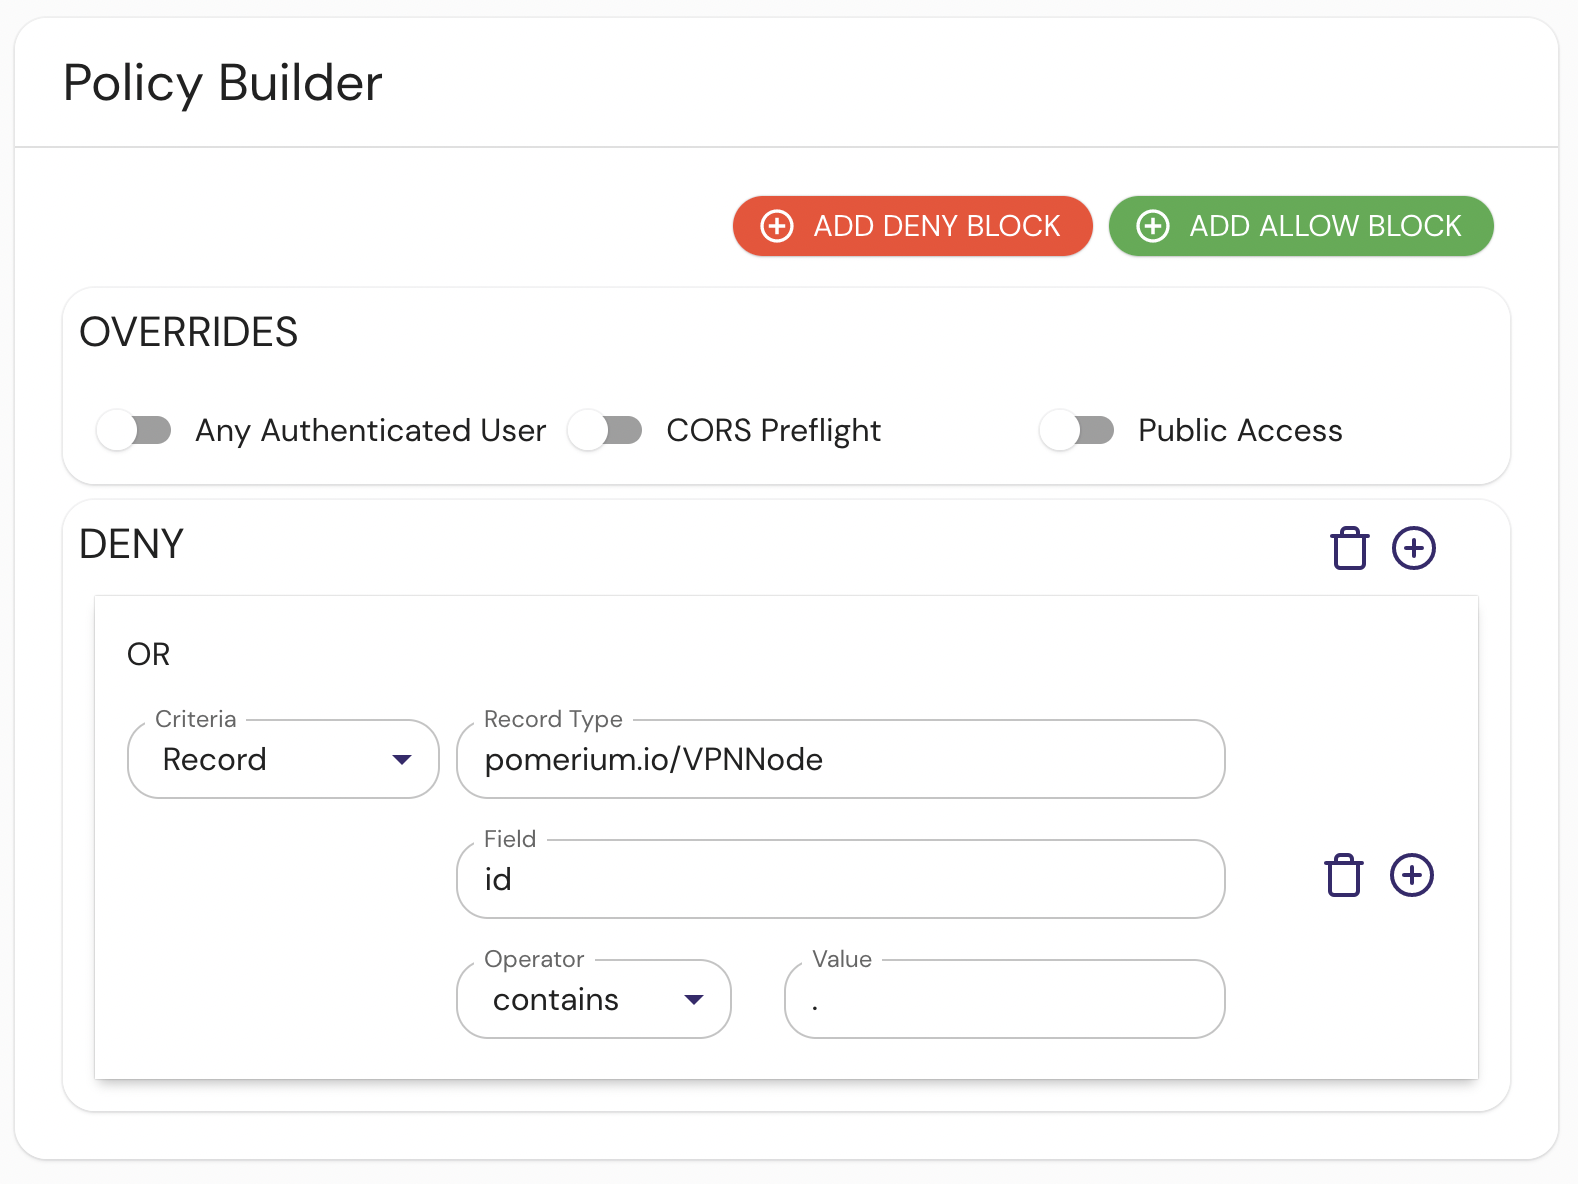 Policy Builder
ADD DENY BLOCK
ADD ALLOW BLOCK
OVERRIDES
Any Authenticated User
CORS Preflight
Public Access
DENY
OR
Criteria
Record
Record Type
pomerium.io/VPNNode
Field
id
Operator
contains
Value
.